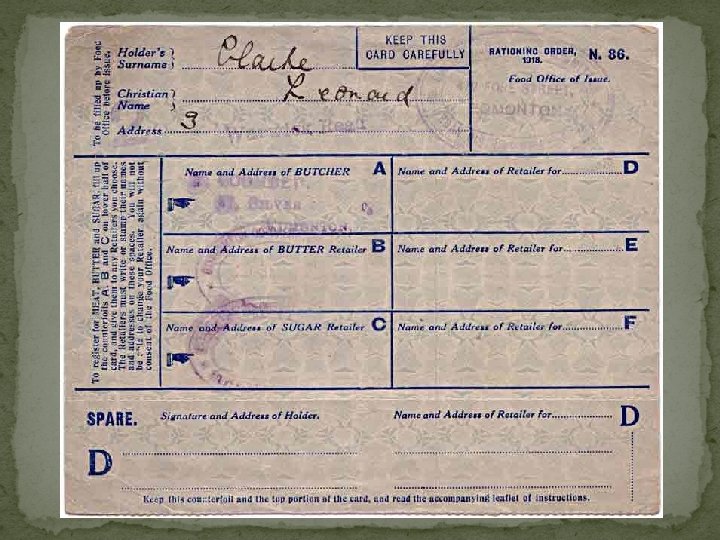 To be filled up by Food
Office before issue.
Holder's
Surname
Clarke
KEEP THIS
CARD CAREFULLY
RATIONING ORDER,
1918.
N. 86.
Food Office of Issue.
Christian
Name
Leonard
Address
3
To register for MEAT, BUTTER and SUGAR, fill up
the counterfoils A, B and C on lower half of
card, and give them to new Retailers you choose.
The Retailers must write or stamp their names
and addresses on these spaces. You will not
be able to change your Retailer again without
consent of the Food Office.
Name and Address of BUTCHER A
Name and Address of Retailer for.................... D
Name and Address of BUTTER Retailer B
Name and Address of Retailer for.................... E
Name and Address of SUGAR Retailer C
Name and Address of Retailer for.................... F
SPARE.
Signature and Address of Holder.
Name and Address of Retailer for.................... D
D
Keep this counterfoil and the top portion of the card, and read the accompanying leaflet of instructions.